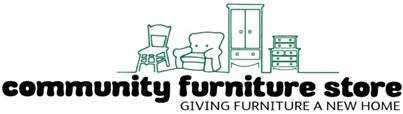 community furniture store
GIVING FURNITURE A NEW HOME